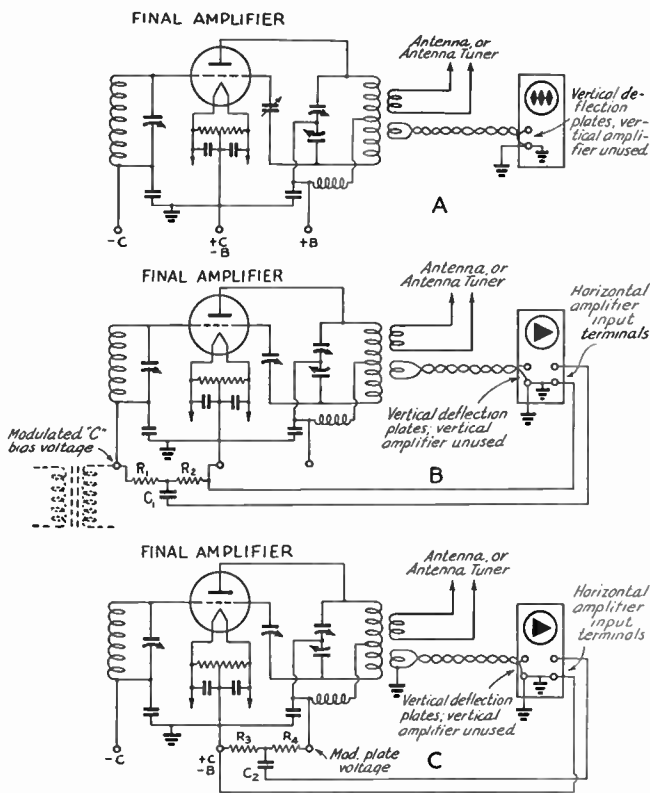 FINAL AMPLIFIER
Antenna, or
Antenna Tuner
Vertical de-
flection
plates, ver-
tical ampli-
fier unused
A
-C
+C
-B
+B
FINAL AMPLIFIER
Antenna, or
Antenna Tuner
Horizontal
amplifier
input
terminals
Vertical deflection
plates; vertical
amplifier unused
Modulated "C"
bias voltage
R1
R2
C1
B
FINAL AMPLIFIER
Antenna, or
Antenna Tuner
Horizontal
amplifier
input
terminals
Vertical deflection
plates; vertical
amplifier unused
-C
+C
-B
R3
R4
Mod. plate
voltage
C2
C